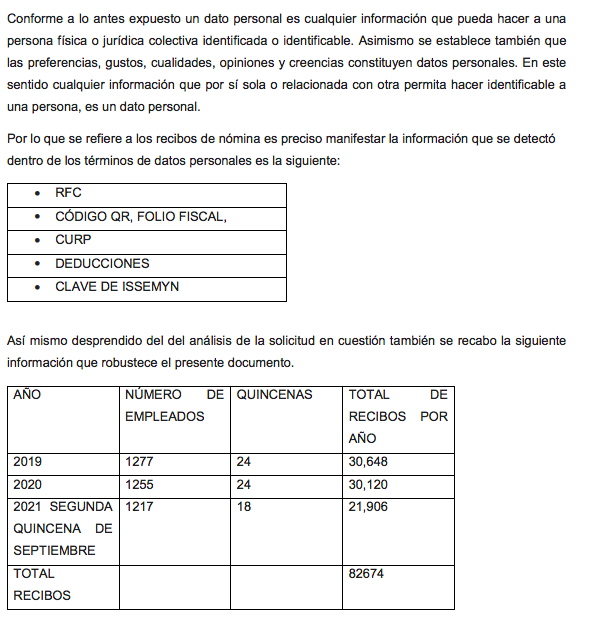 Conforme a lo antes expuesto un dato personal es cualquier información que pueda hacer a una
persona física o jurídica colectiva identificada o identificable. Asimismo se establece también que
las preferencias, gustos, cualidades, opiniones y creencias constituyen datos personales. En este
sentido cualquier información que por sí sola o relacionada con otra permita hacer identificable a
una persona, es un dato personal.
Por lo que se refiere a los recibos de nómina es preciso manifestar la información que se detectó
dentro de los términos de datos personales es la siguiente:
• RFC
• CÓDIGO QR, FOLIO FISCAL,
• CURP
• DEDUCCIONES
• CLAVE DE ISSEMYN
Así mismo desprendido del del análisis de la solicitud en cuestión también se recabo la siguiente
información que robustece el presente documento.
AÑO NÚMERO DE QUINCENAS TOTAL DE
EMPLEADOS RECIBOS POR
AÑO
2019 1277 24 30,648
2020 1255 24 30,120
2021 SEGUNDA 1217 18 21,906
QUINCENA DE
SEPTIEMBRE
TOTAL 82674
RECIBOS